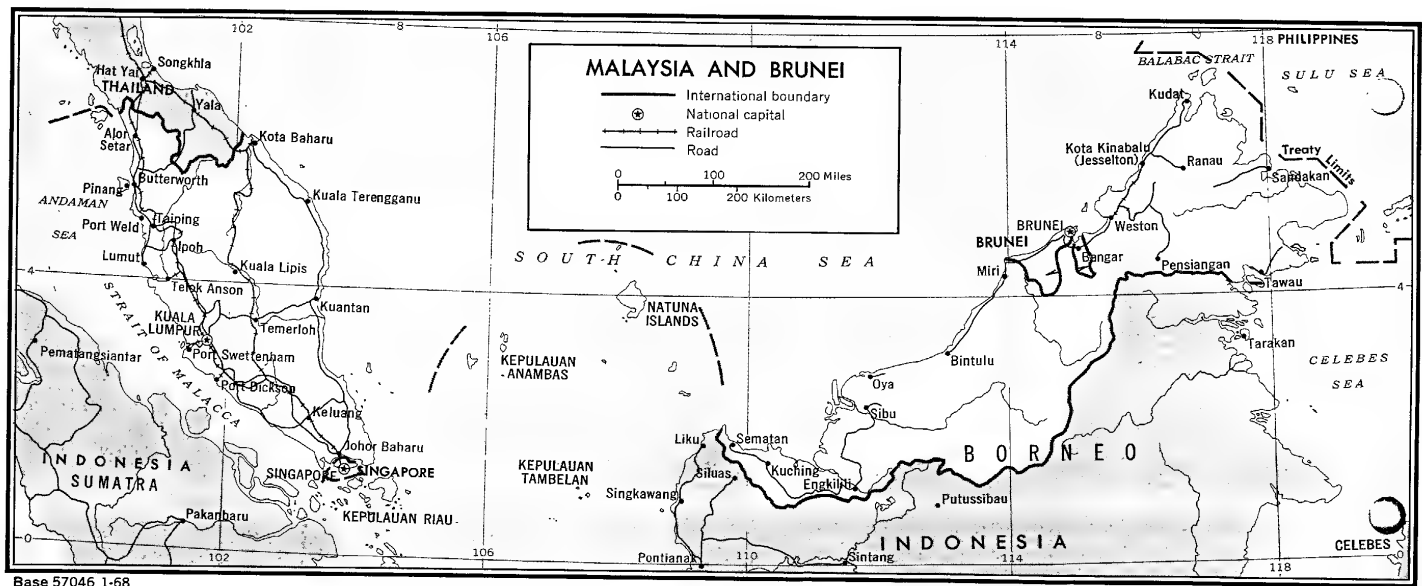 102
8
106
114
8
118
PHILIPPINES
BALABAC STRAIT
SULU SEA
MALAYSIA AND BRUNEI
International boundary
National capital
Railroad
Road
0 100 200 Miles
0 100 200 Kilometers
Hat Yai
Songkhla
THAILAND
Yala
Alor
Setar
Kota Baharu
Pinang
Butterworth
ANDAMAN
SEA
Kuala Terengganu
Port Weld
Taiping
Ipoh
Lumut
Kuala Lipis
4
Telok Anson
Kuantan
KUALA
LUMPUR
Temerloh
STRAIT OF MALACCA
Pematangsiantar
Port Swettenham
Port Dickson
Keluang
Johor Baharu
SINGAPORE
SINGAPORE
INDONESIA
SUMATRA
Pakanbaru
KEPULAUAN RIAU
0
102
SOUTH CHINA SEA
NATUNA
ISLANDS
KEPULAUAN
ANAMBAS
KEPULAUAN
TAMBELAN
Kudat
Kota Kinabalu
(Jesselton)
Ranau
Treaty Limits
Sandakan
BRUNEI
Weston
BRUNEI
Bangar
Miri
Pensiangan
4
Tawau
Tarakan
CELEBES
SEA
Bintulu
Oya
Sibu
BORNEO
Liku
Sematan
Siluas
Kuching
Engkilili
Singkawang
Putussibau
INDONESIA
Pontianak
Sintang
CELEBES
106
110
114
118
Base 57046 1-68